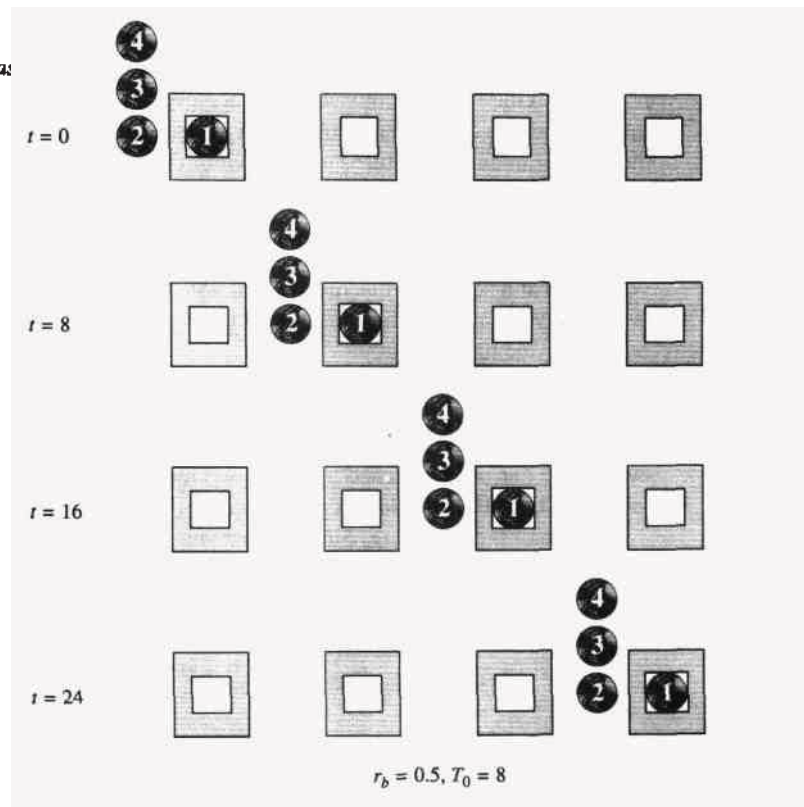 4
3
t = 0 2 1
4
3
t = 8 2 1
4
3
t = 16 2 1
4
3
t = 24 2 1
r_b = 0.5, T_0 = 8